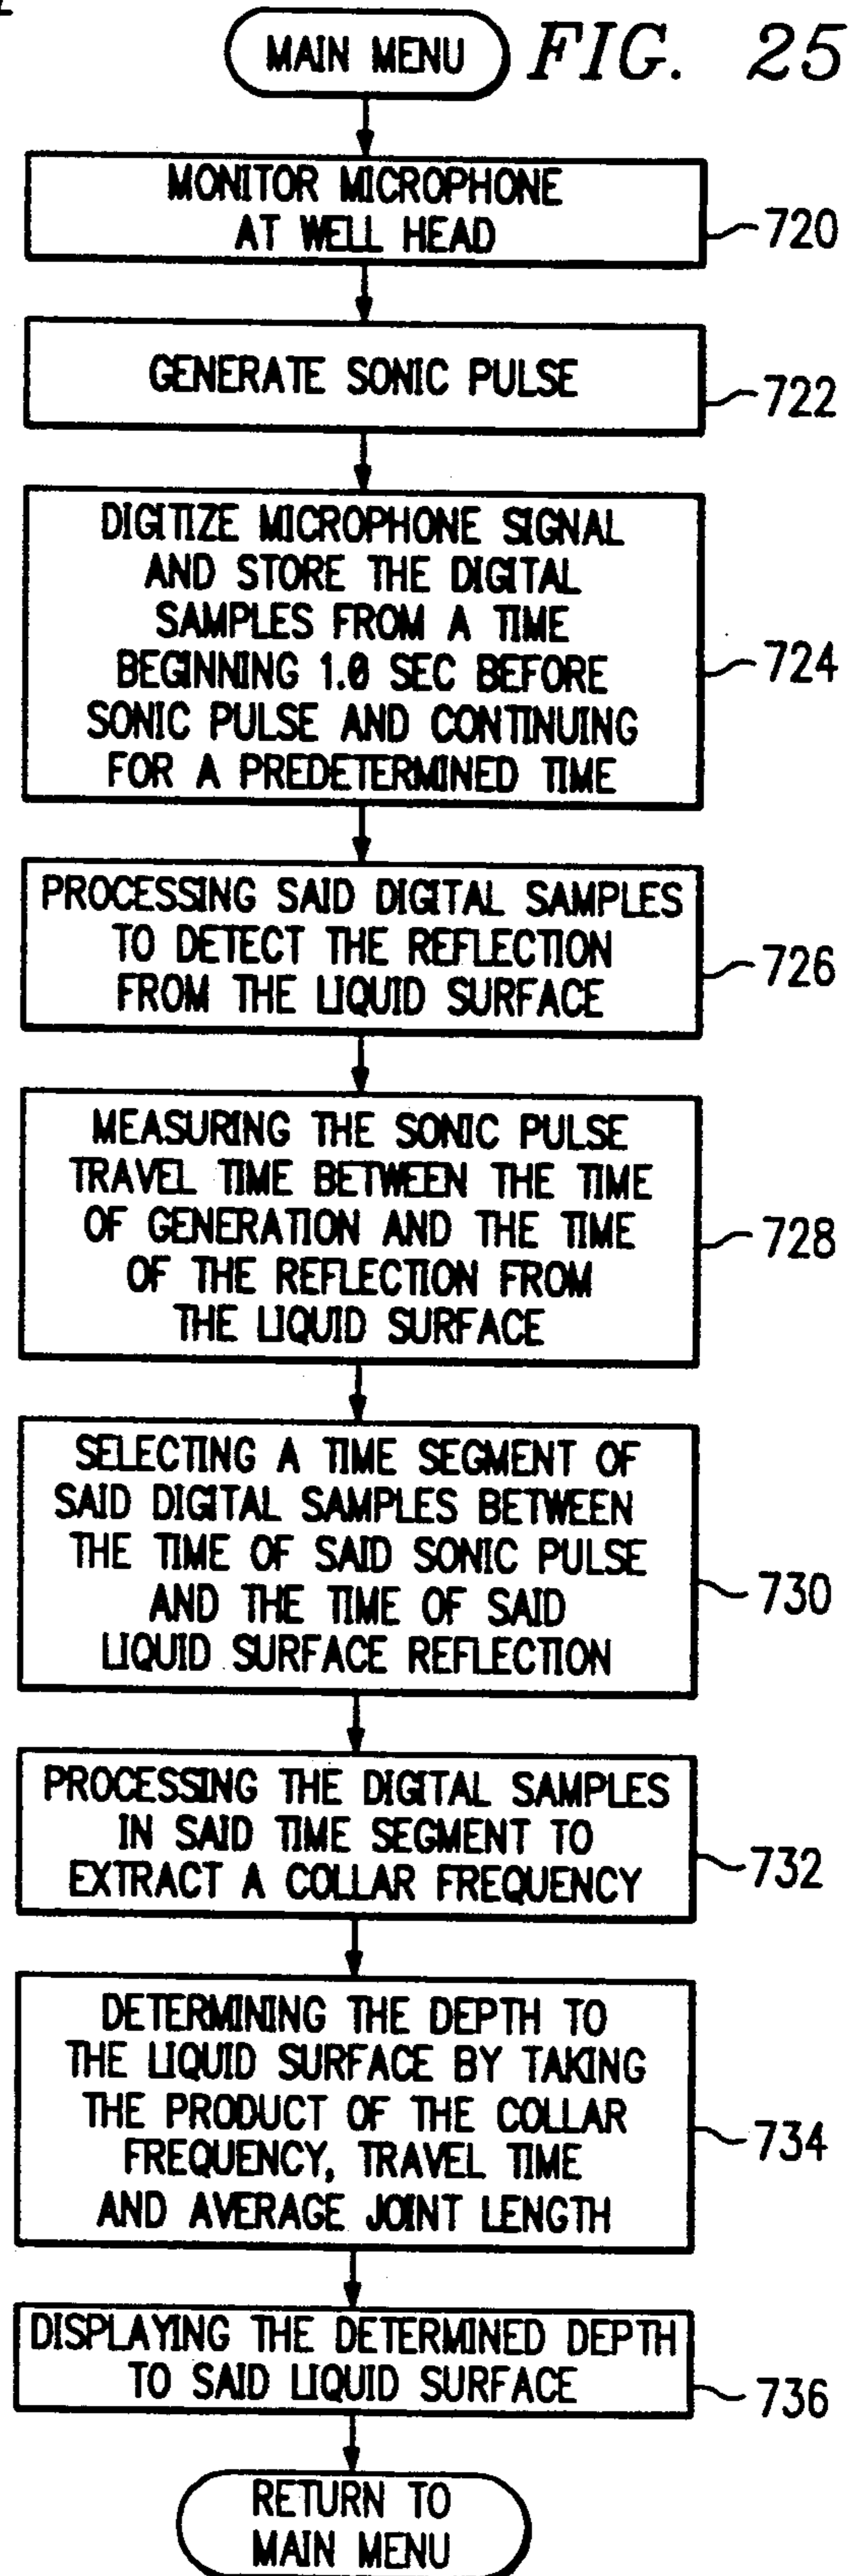 MAIN MENU
FIG. 25
MONITOR MICROPHONE
AT WELL HEAD
720
GENERATE SONIC PULSE
722
DIGITIZE MICROPHONE SIGNAL
AND STORE THE DIGITAL
SAMPLES FROM A TIME
BEGINNING 1.0 SEC BEFORE
SONIC PULSE AND CONTINUING
FOR A PREDETERMINED TIME
724
PROCESSING SAID DIGITAL SAMPLES
TO DETECT THE REFLECTION
FROM THE LIQUID SURFACE
726
MEASURING THE SONIC PULSE
TRAVEL TIME BETWEEN THE TIME
OF GENERATION AND THE TIME
OF THE REFLECTION FROM
THE LIQUID SURFACE
728
SELECTING A TIME SEGMENT OF
SAID DIGITAL SAMPLES BETWEEN
THE TIME OF SAID SONIC PULSE
AND THE TIME OF SAID
LIQUID SURFACE REFLECTION
730
PROCESSING THE DIGITAL SAMPLES
IN SAID TIME SEGMENT TO
EXTRACT A COLLAR FREQUENCY
732
DETERMINING THE DEPTH TO
THE LIQUID SURFACE BY TAKING
THE PRODUCT OF THE COLLAR
FREQUENCY, TRAVEL TIME
AND AVERAGE JOINT LENGTH
734
DISPLAYING THE DETERMINED DEPTH
TO SAID LIQUID SURFACE
736
RETURN TO
MAIN MENU